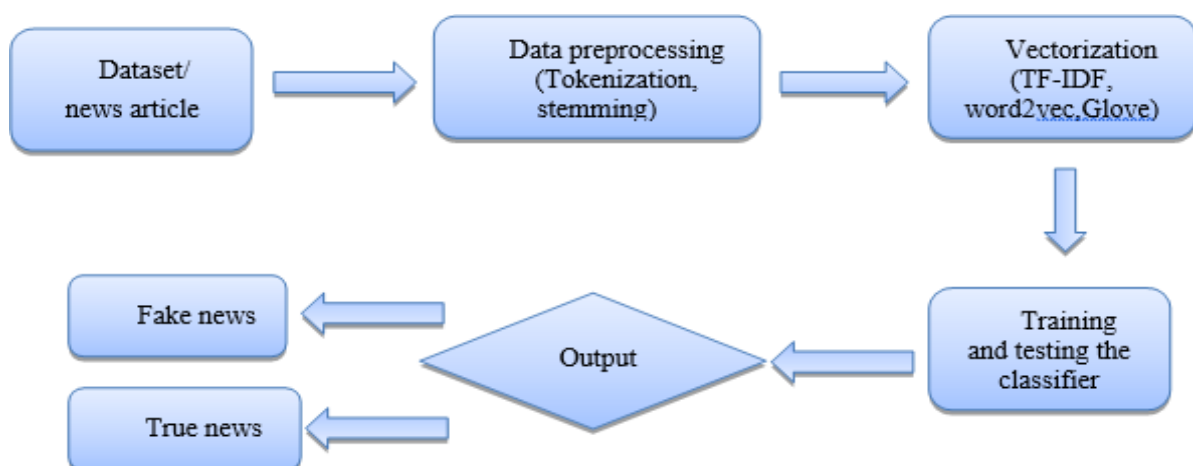 Dataset/
news article
Data preprocessing
(Tokenization,
stemming)
Vectorization
(TF-IDF,
word2vec,Glove)
Training
and testing the
classifier
Output
Fake news
True news